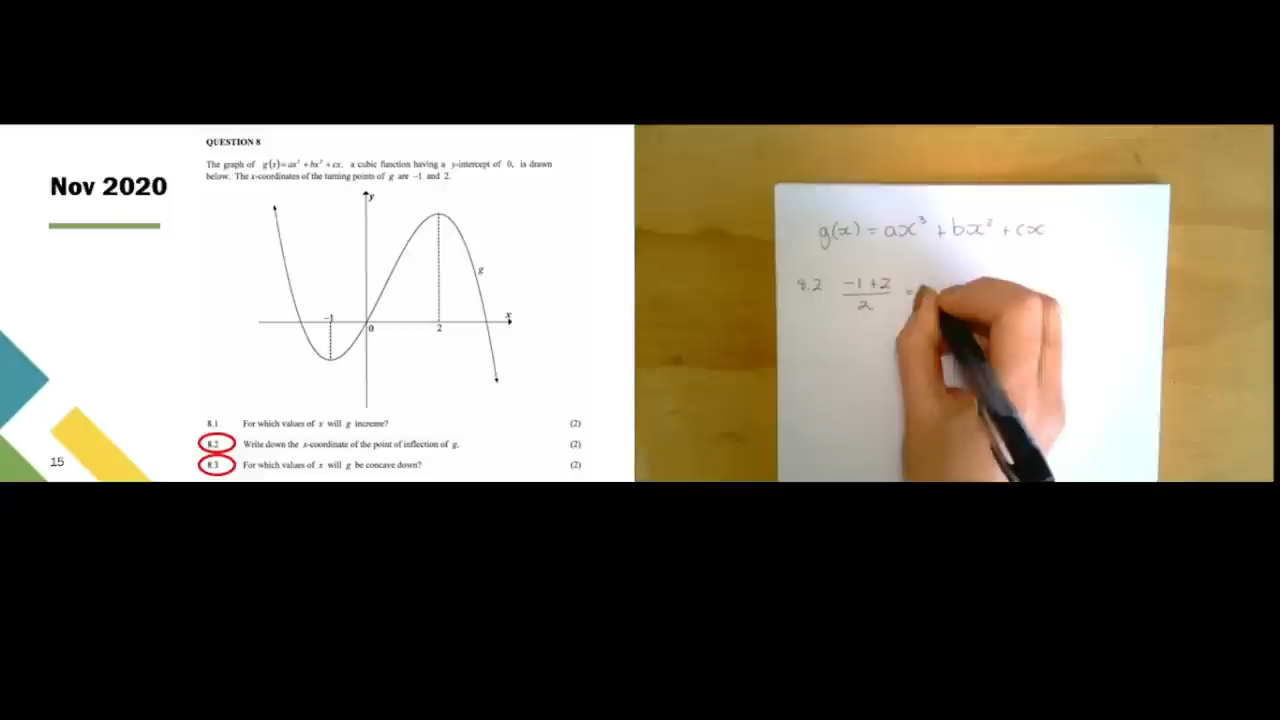 Nov 2020
15
QUESTION 8
The graph of g(x)=ax³+bx²+cx, a cubic function having a y-intercept of 0, is drawn
below. The x-coordinates of the turning points of g are −1 and 2.
y
g
−1
0
2
x
8.1 For which values of x will g increase? (2)
8.2 Write down the x-coordinate of the point of inflection of g. (2)
8.3 For which values of x will g be concave down? (2)
g(x) = ax³ + bx² + cx
8.2 −1 + 2 =
2